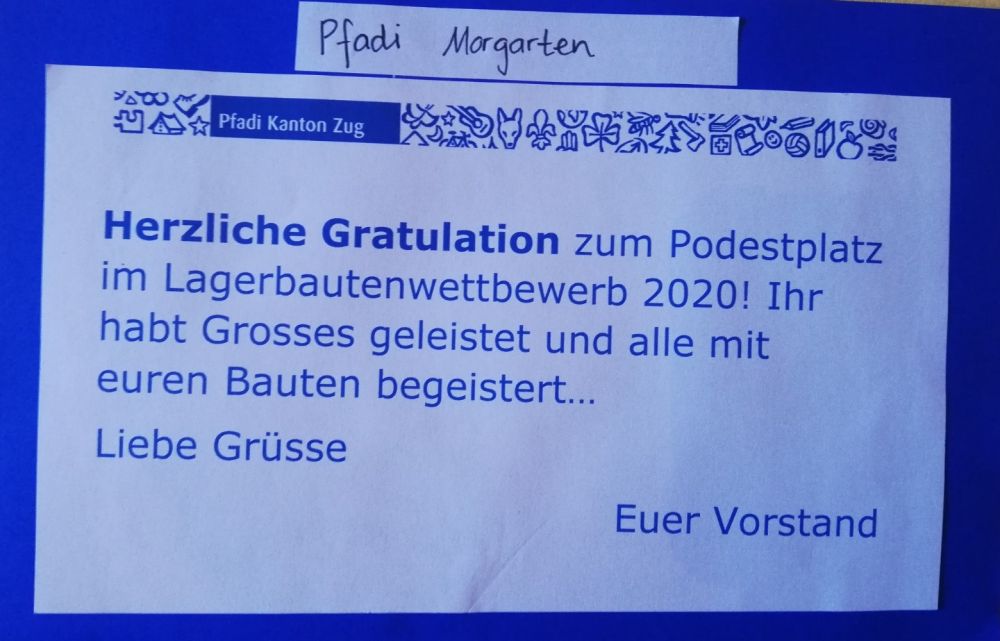 Pfadi Morgarten
Pfadi Kanton Zug
Herzliche Gratulation zum Podestplatz
im Lagerbautenwettbewerb 2020! Ihr
habt Grosses geleistet und alle mit
euren Bauten begeistert…
Liebe Grüsse
Euer Vorstand